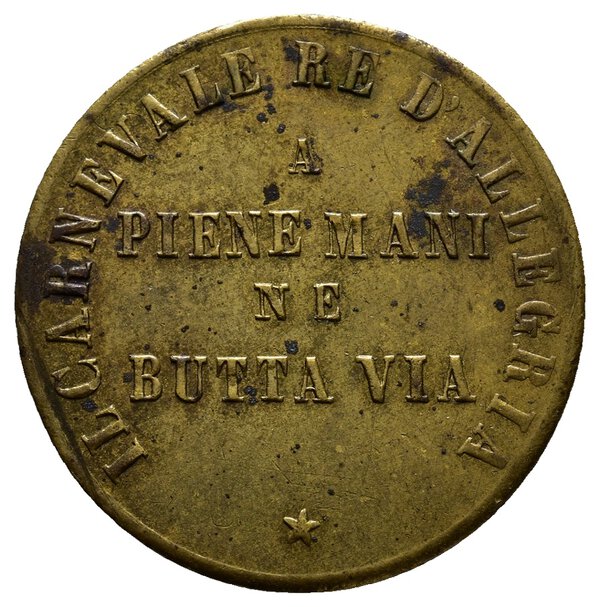 IL CARNEVALE RE D'ALLEGRIA
A
PIENE MANI
NE
BUTTA VIA